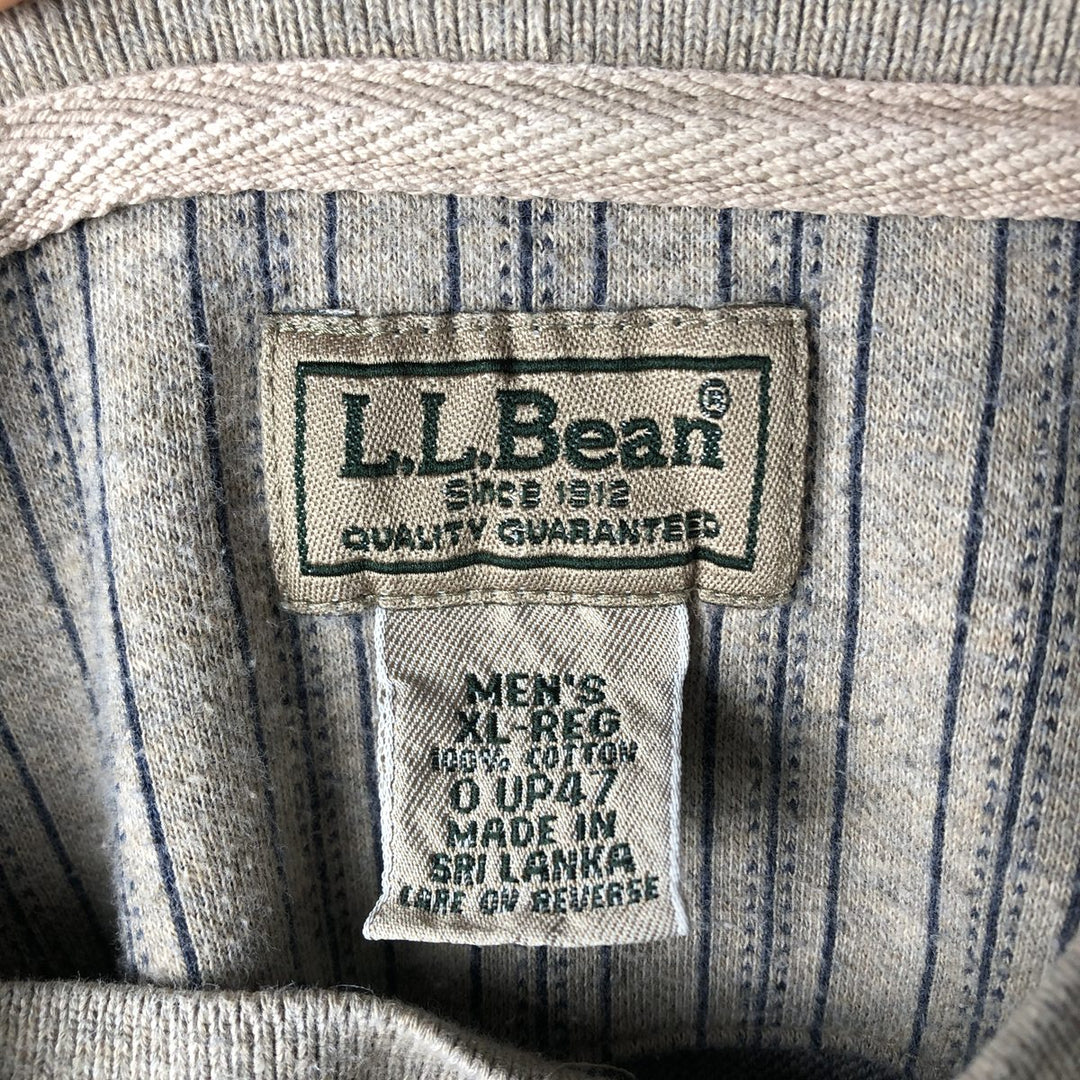 L.L.Bean®
SINCE 1912
QUALITY GUARANTEED
MEN'S
XL-REG
100% COTTON
0 UP47
MADE IN
SRI LANKA
CARE ON REVERSE